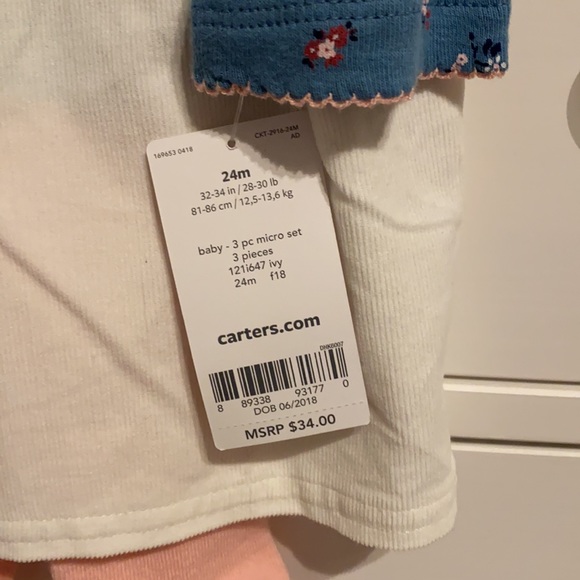 169653 0418
CKT-2916-24M
AD
24m
32-34 in / 28-30 lb
81-86 cm / 12,5-13,6 kg
baby - 3 pc micro set
3 pieces
121i647 ivy
24m f18
carters.com
DHKB007
8 89338 93177 0
DOB 06/2018
MSRP $34.00